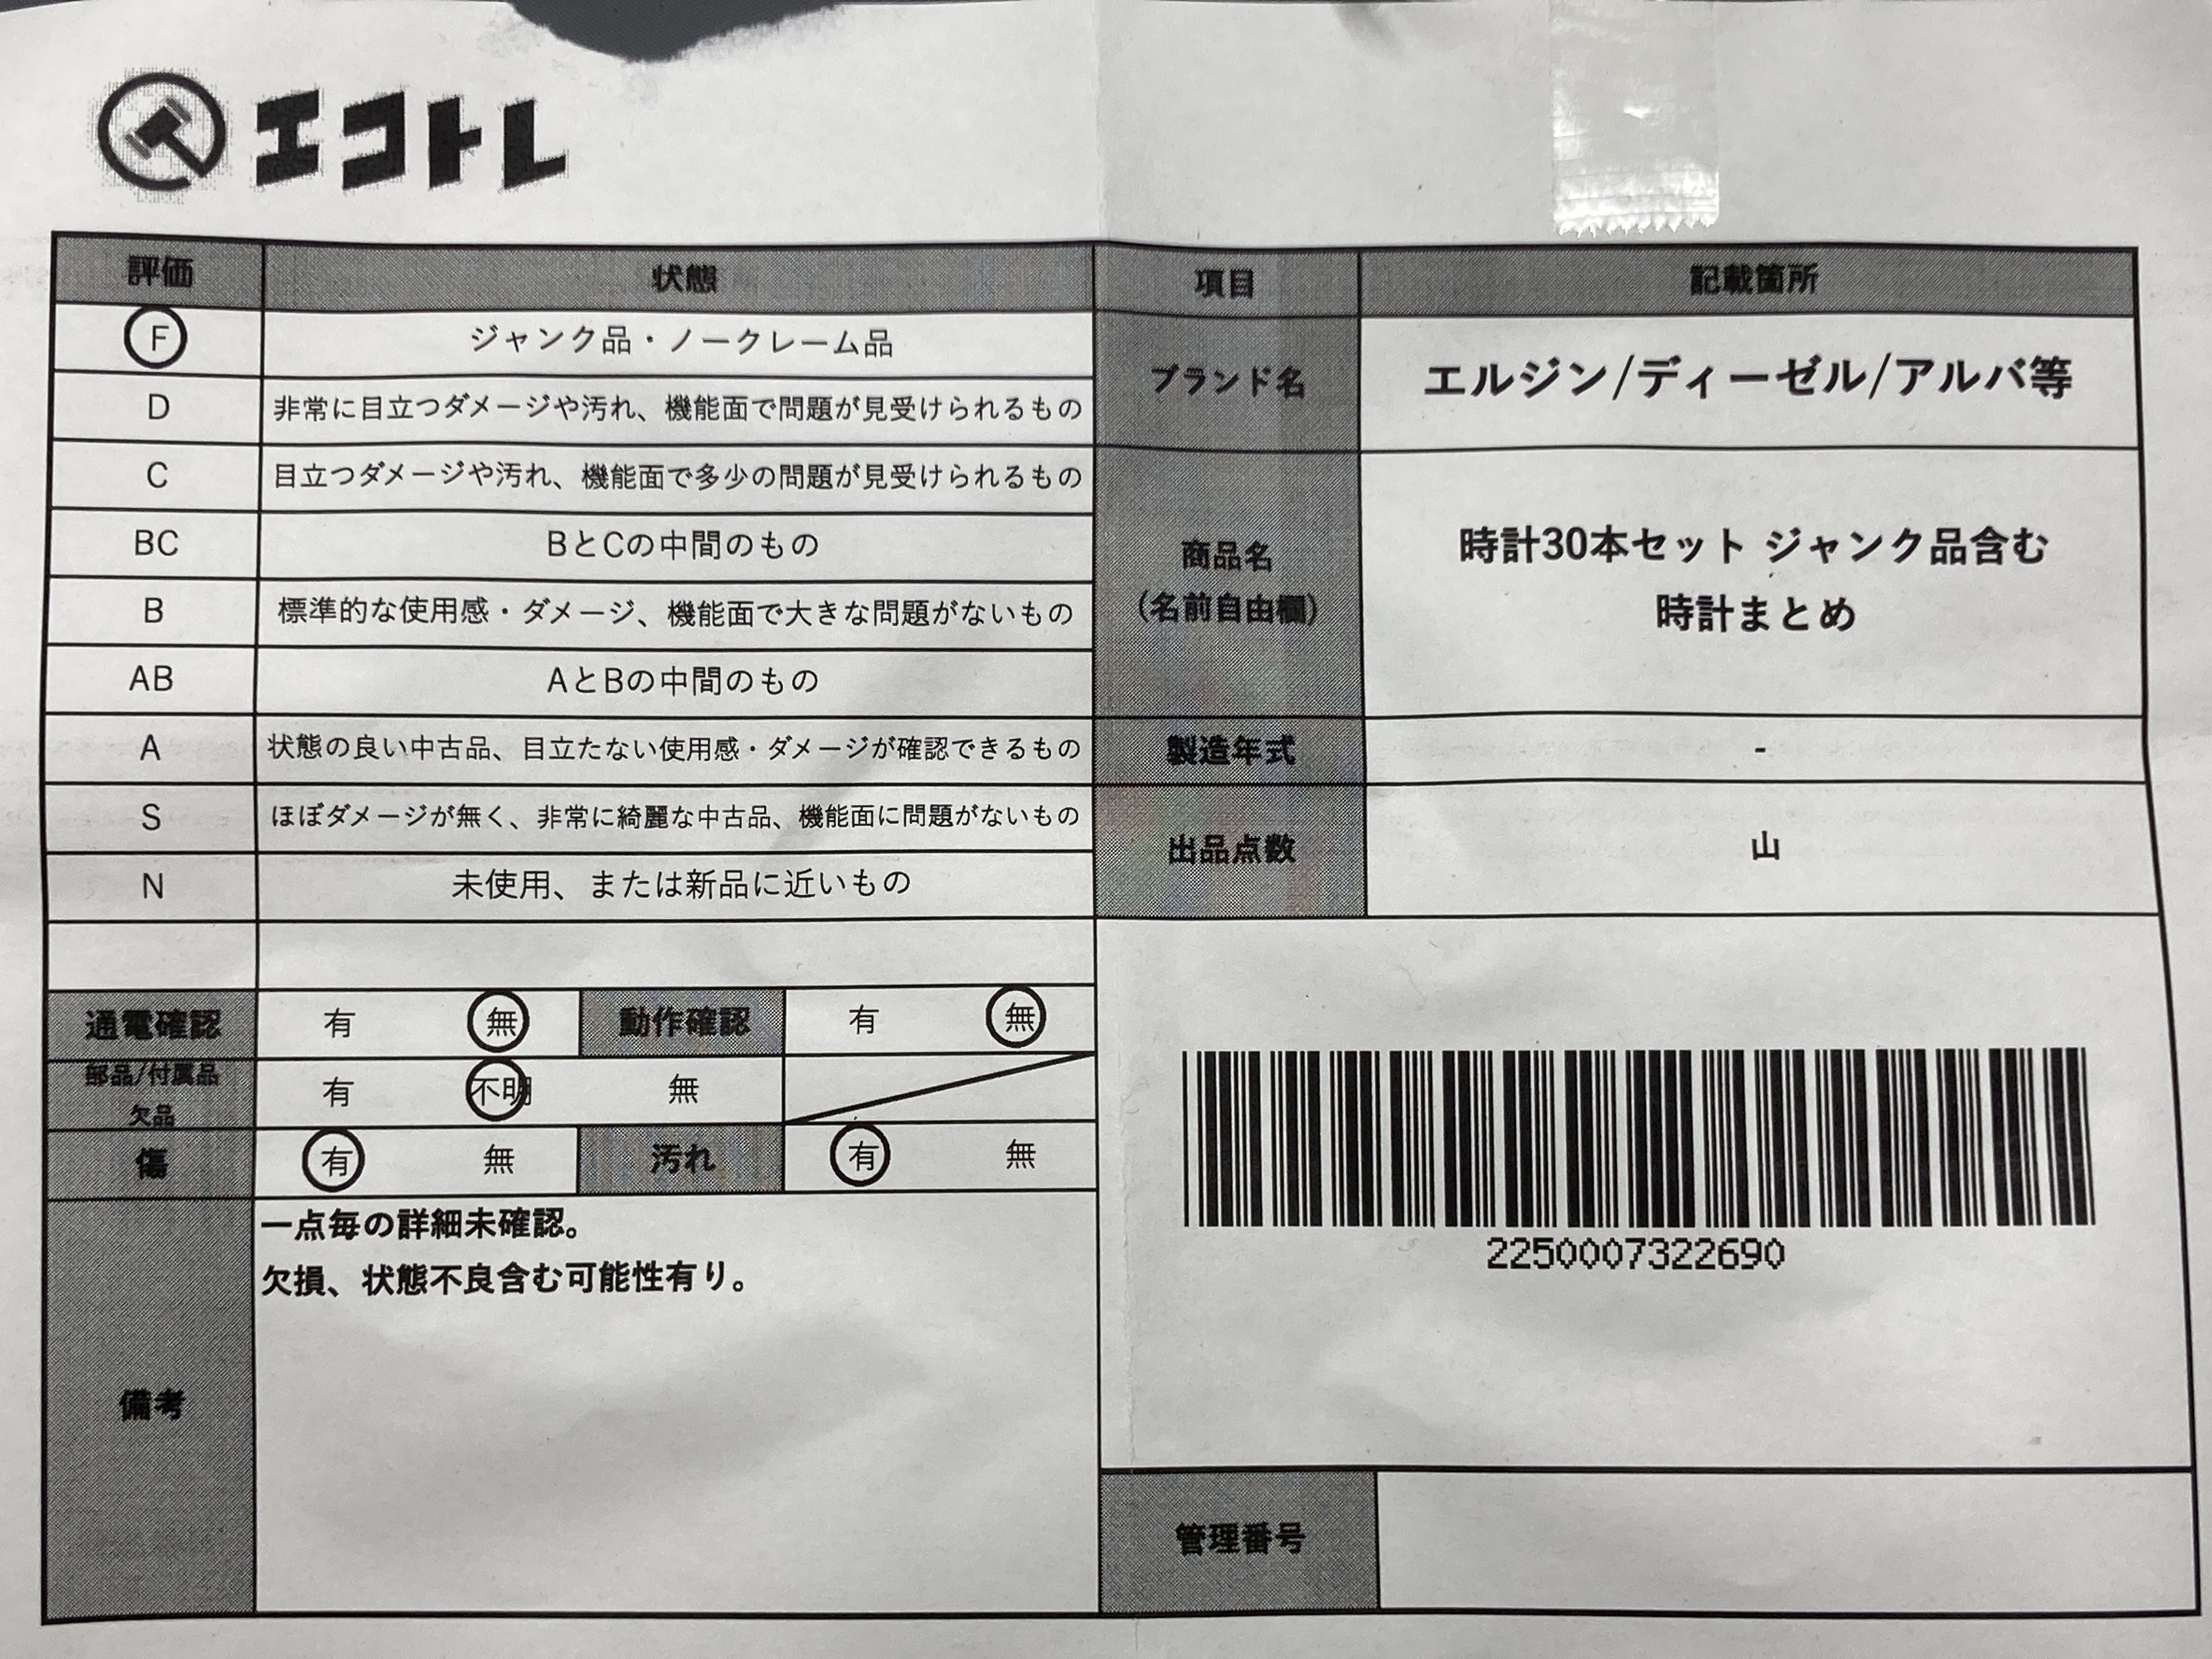 エコトレ
評価 状態
F ジャンク品・ノークレーム品
D 非常に目立つダメージや汚れ、機能面で問題が見受けられるもの
C 目立つダメージや汚れ、機能面で多少の問題が見受けられるもの
BC BとCの中間のもの
B 標準的な使用感・ダメージ、機能面で大きな問題がないもの
AB AとBの中間のもの
A 状態の良い中古品、目立たない使用感・ダメージが確認できるもの
S ほぼダメージが無く、非常に綺麗な中古品、機能面に問題がないもの
N 未使用、または新品に近いもの
通電確認 有 無 動作確認 有 無
部品/付属品
欠品 有 不明 無
傷 有 無 汚れ 有 無
備考
一点毎の詳細未確認。
欠損、状態不良含む可能性有り。
項目 記載箇所
ブランド名 エルジン/ディーゼル/アルバ等
商品名
(名前自由欄)
時計30本セット ジャンク品含む
時計まとめ
製造年式 -
出品点数 山
2250007322690
管理番号